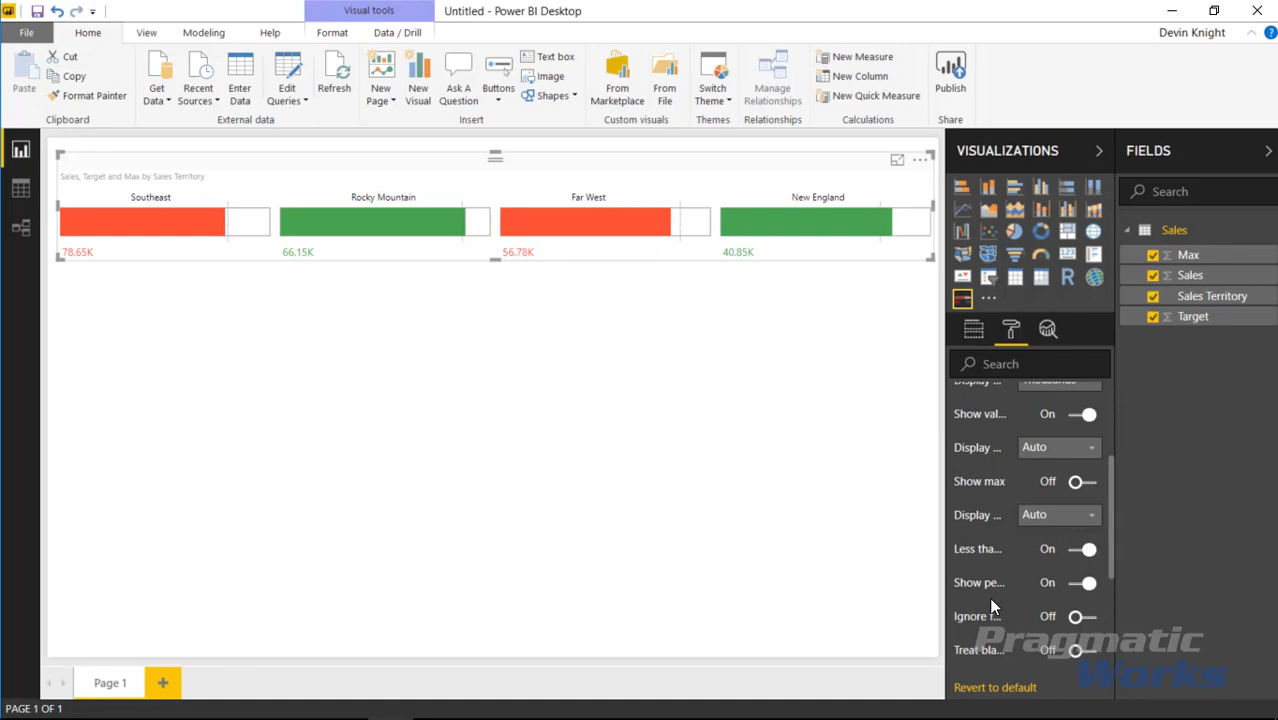 Visual tools
Untitled - Power BI Desktop
File
Home
View
Modeling
Help
Format
Data / Drill
Devin Knight
Paste
Cut
Copy
Format Painter
Clipboard
Get Data
Recent Sources
Enter Data
Edit Queries
Refresh
External data
New Page
New Visual
Ask A Question
Buttons
Text box
Image
Shapes
Insert
From Marketplace
From File
Custom visuals
Switch Theme
Themes
Manage Relationships
Relationships
New Measure
New Column
New Quick Measure
Calculations
Publish
Share
Sales, Target and Max by Sales Territory
Southeast
Rocky Mountain
Far West
New England
78.65K
66.15K
56.78K
40.85K
VISUALIZATIONS
R
Search
Display ... Thousands
Show val... On
Display ... Auto
Show max Off
Display ... Auto
Less tha... On
Show pe... On
Ignore r... Off
Treat bla... Off
Revert to default
FIELDS
Search
Sales
Max
Sales
Sales Territory
Target
Pragmatic
Works
Page 1
PAGE 1 OF 1